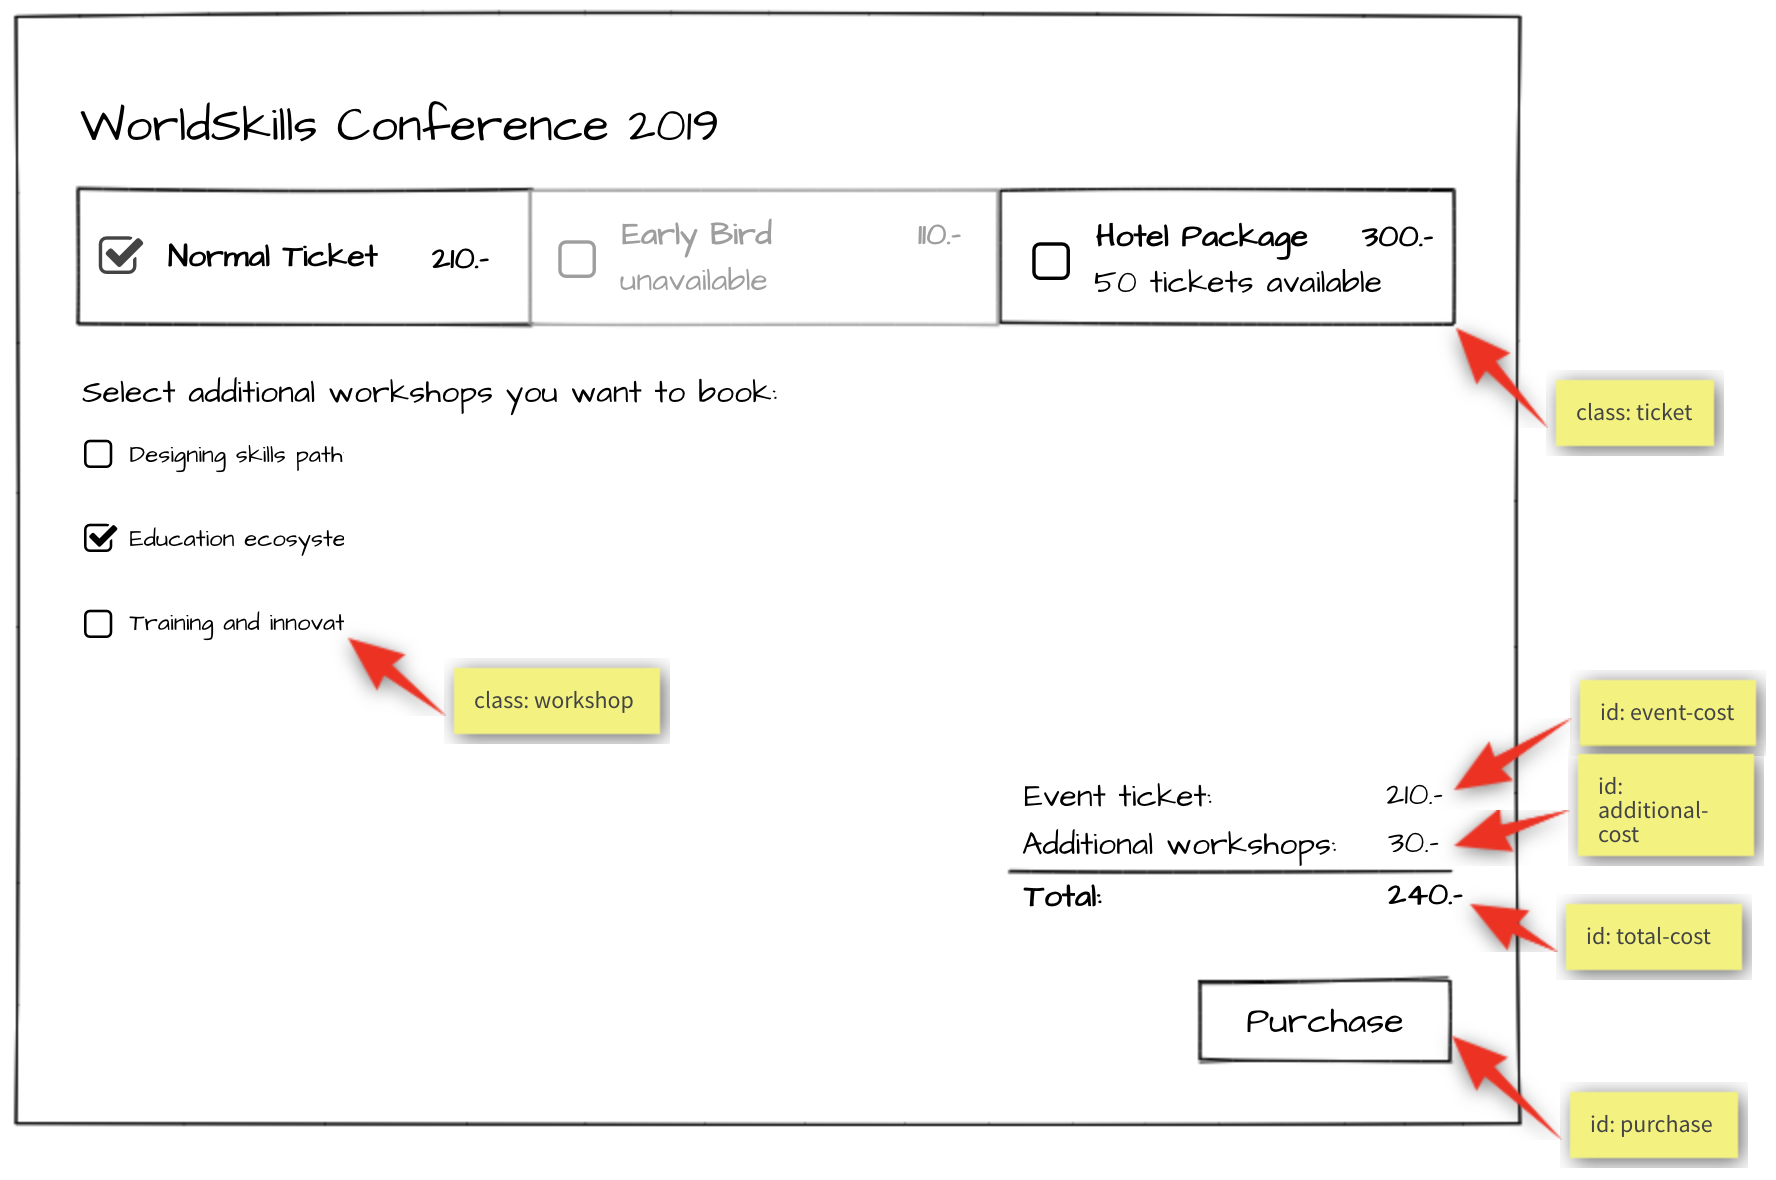 WorldSkills Conference 2019
Normal Ticket 210.-
Early Bird 110.-
unavailable
Hotel Package 300.-
50 tickets available
class: ticket
Select additional workshops you want to book:
Designing skills path
Education ecosyste
Training and innovat
class: workshop
id: event-cost
Event ticket: 210.-
id:
additional-
cost
Additional workshops: 30.-
Total: 240.-
id: total-cost
Purchase
id: purchase